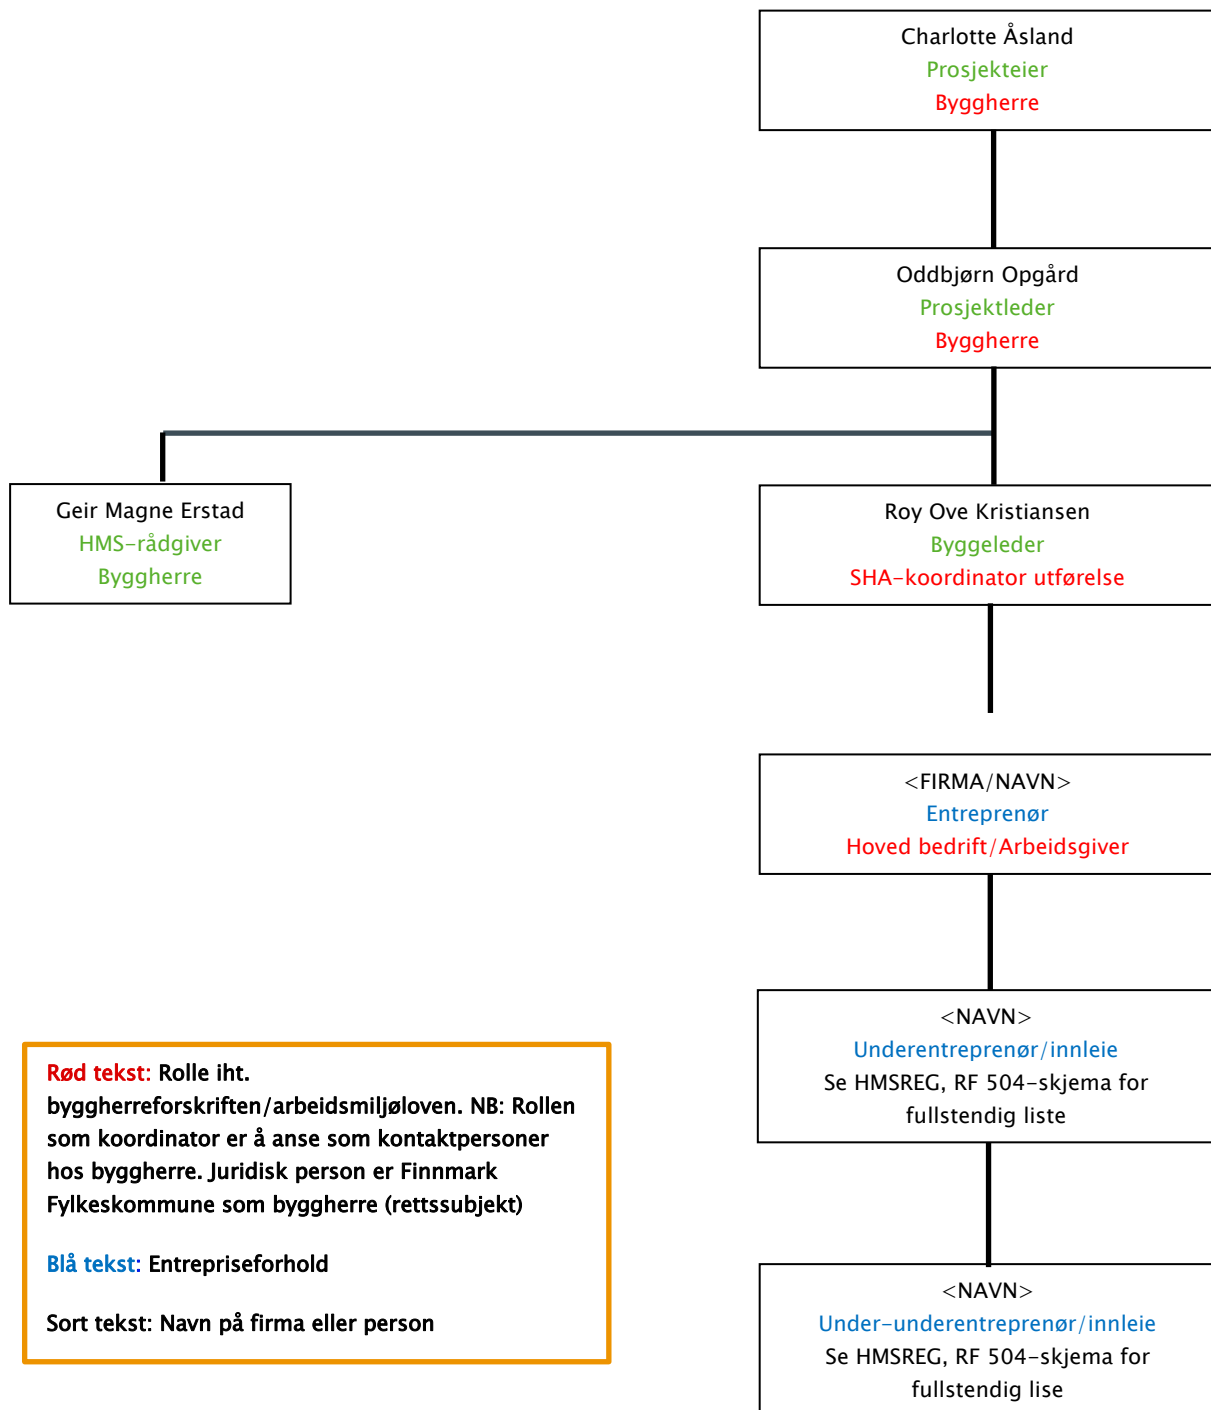 Charlotte Åsland
Prosjekteier
Byggherre
Oddbjørn Opgård
Prosjektleder
Byggherre
Geir Magne Erstad
HMS-rådgiver
Byggherre
Roy Ove Kristiansen
Byggeleder
SHA-koordinator utførelse
<FIRMA/NAVN>
Entreprenør
Hoved bedrift/Arbeidsgiver
<NAVN>
Underentreprenør/innleie
Se HMSREG, RF 504-skjema for
fullstendig liste
Rød tekst: Rolle iht.
byggherreforskriften/arbeidsmiljøloven. NB: Rollen
som koordinator er å anse som kontaktpersoner
hos byggherre. Juridisk person er Finnmark
Fylkeskommune som byggherre (rettssubjekt)
Blå tekst: Entrepriseforhold
Sort tekst: Navn på firma eller person
<NAVN>
Under-underentreprenør/innleie
Se HMSREG, RF 504-skjema for
fullstendig lise